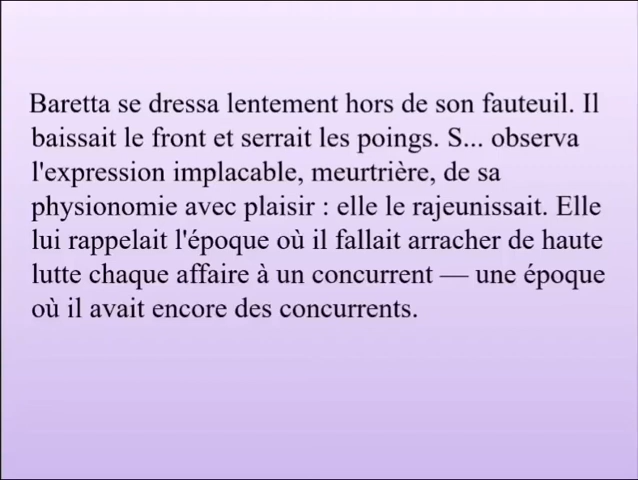 Baretta se dressa lentement hors de son fauteuil. Il
baissait le front et serrait les poings. S... observa
l'expression implacable, meurtrière, de sa
physionomie avec plaisir : elle le rajeunissait. Elle
lui rappelait l'époque où il fallait arracher de haute
lutte chaque affaire à un concurrent — une époque
où il avait encore des concurrents.